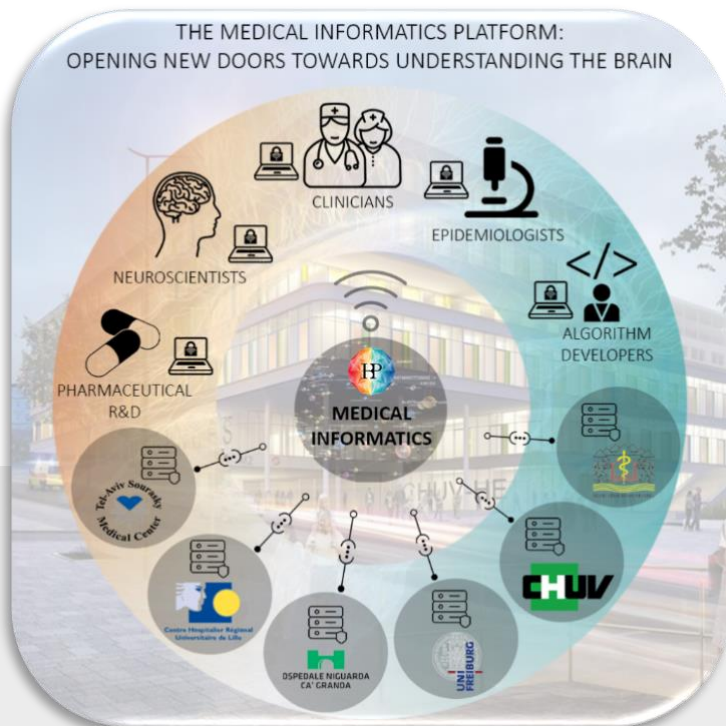 THE MEDICAL INFORMATICS PLATFORM:
OPENING NEW DOORS TOWARDS UNDERSTANDING THE BRAIN
CLINICIANS
EPIDEMIOLOGISTS
NEUROSCIENTISTS
</>
ALGORITHM
DEVELOPERS
PHARMACEUTICAL
R&D
HP
MEDICAL
INFORMATICS
Tel-Aviv Sourasky
Medical Center
CHUV
Centre Hospitalier Régional
Universitaire de Lille
OSPEDALE NIGUARDA
CA' GRANDA
UNI
FREIBURG